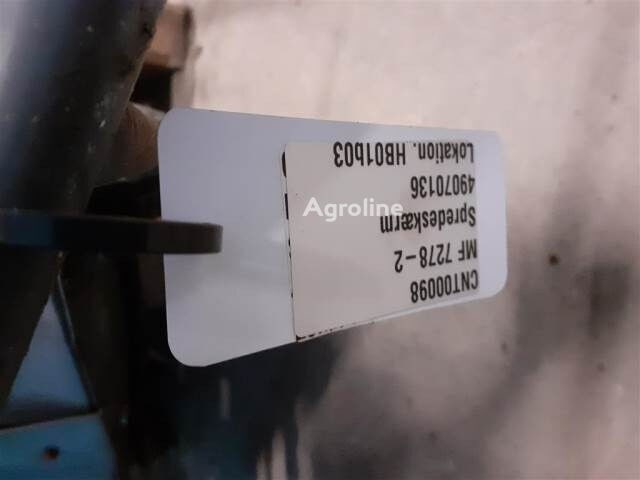 CNT00098
MF 7278-2
Spredeskærm
49070136
Lokation. HB01b03
Agroline